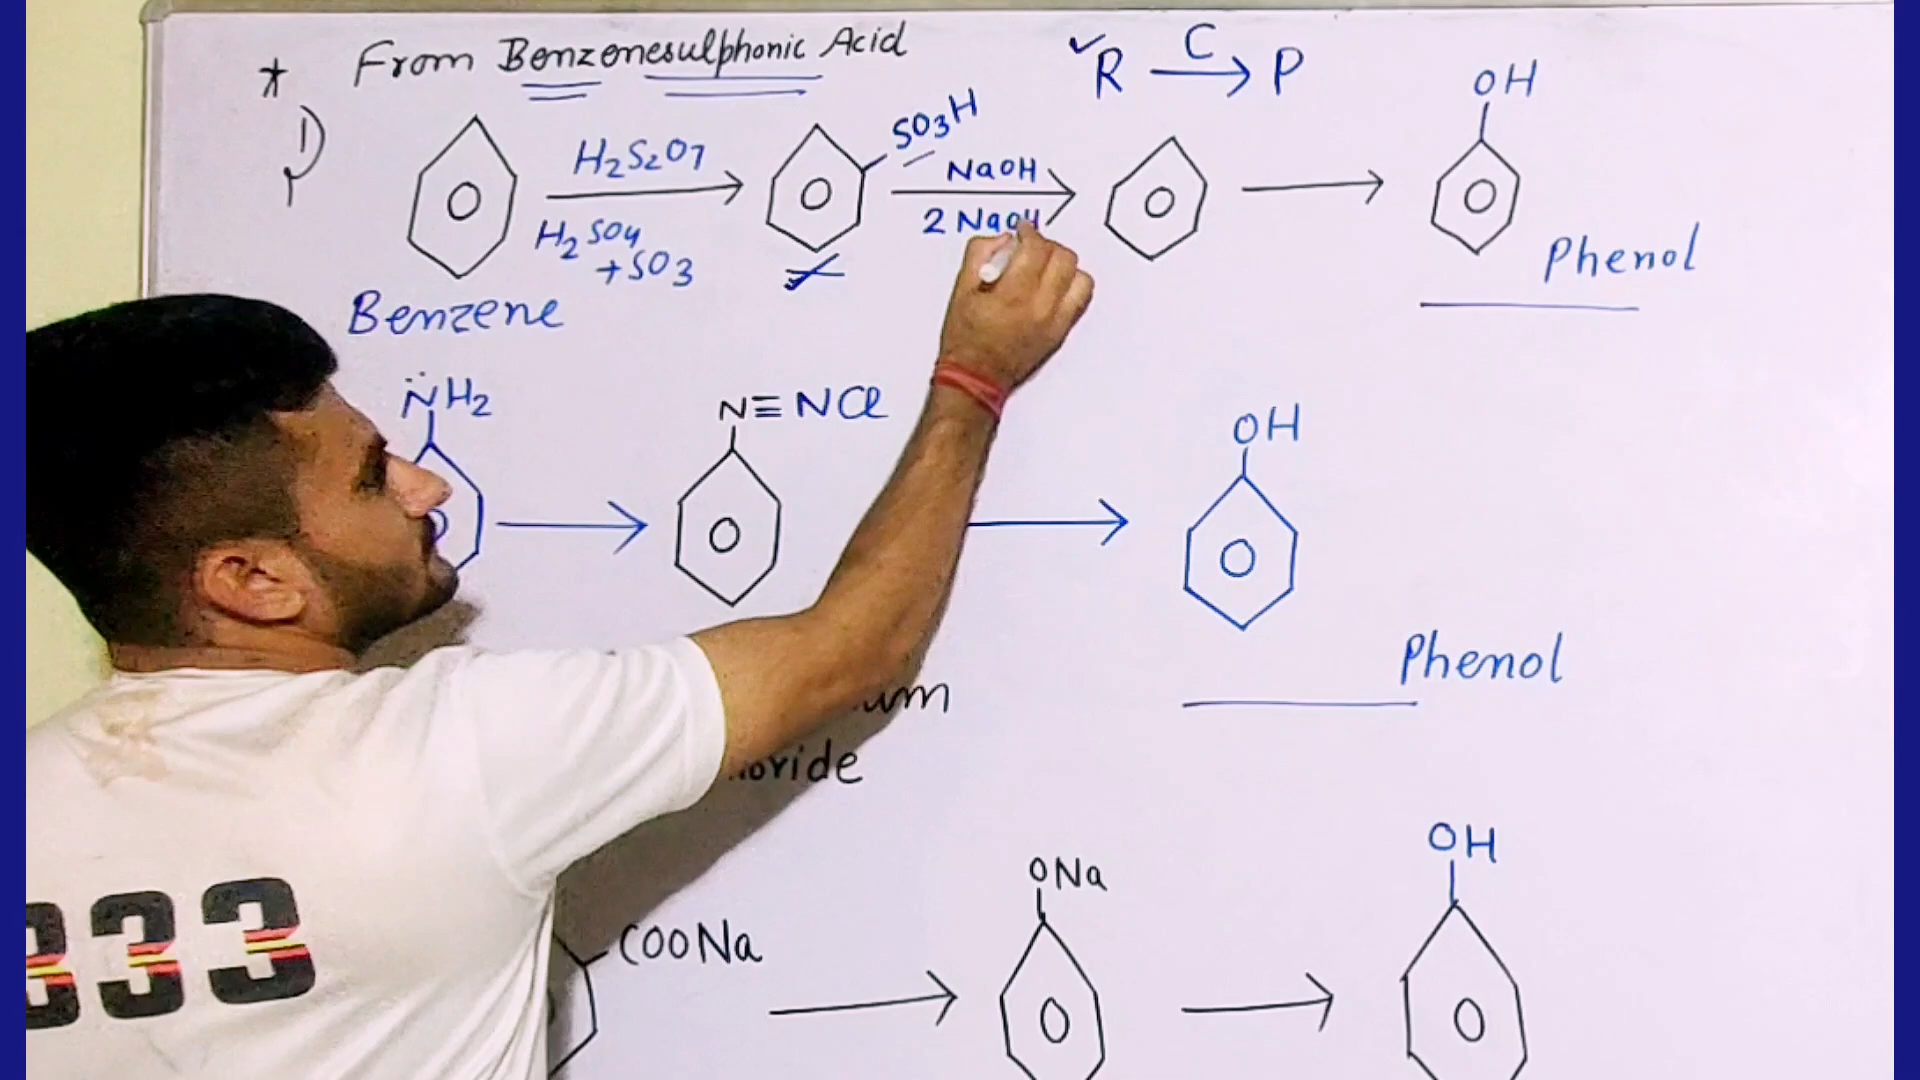 * From Benzenesulphonic Acid
R C P
1)
H2S2O7
H2SO4
+SO3
Benzene
SO3H
NaOH
2 NaOH
OH
Phenol
NH2
N≡NCl
OH
Phenol
COONa
ONa
OH
333